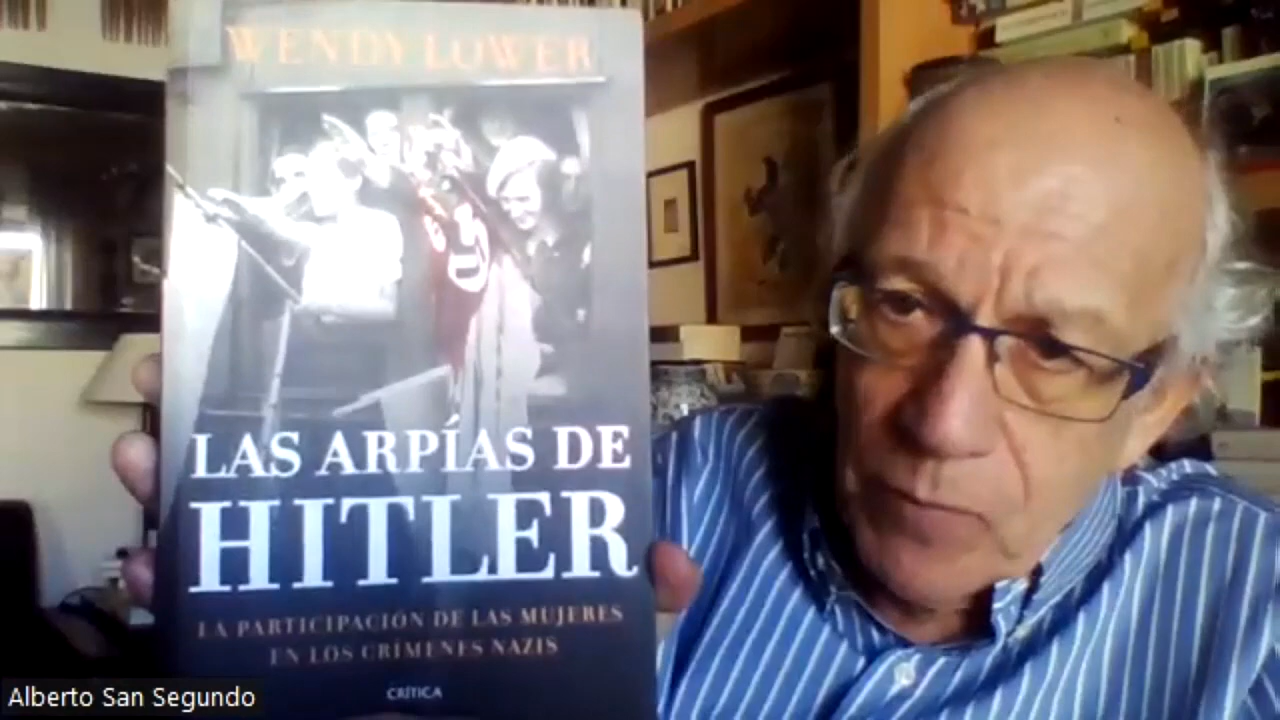 WENDY LOWER
LAS ARPÍAS DE
HITLER
LA PARTICIPACIÓN DE LAS MUJERES
EN LOS CRÍMENES NAZIS
CRÍTICA
Alberto San Segundo